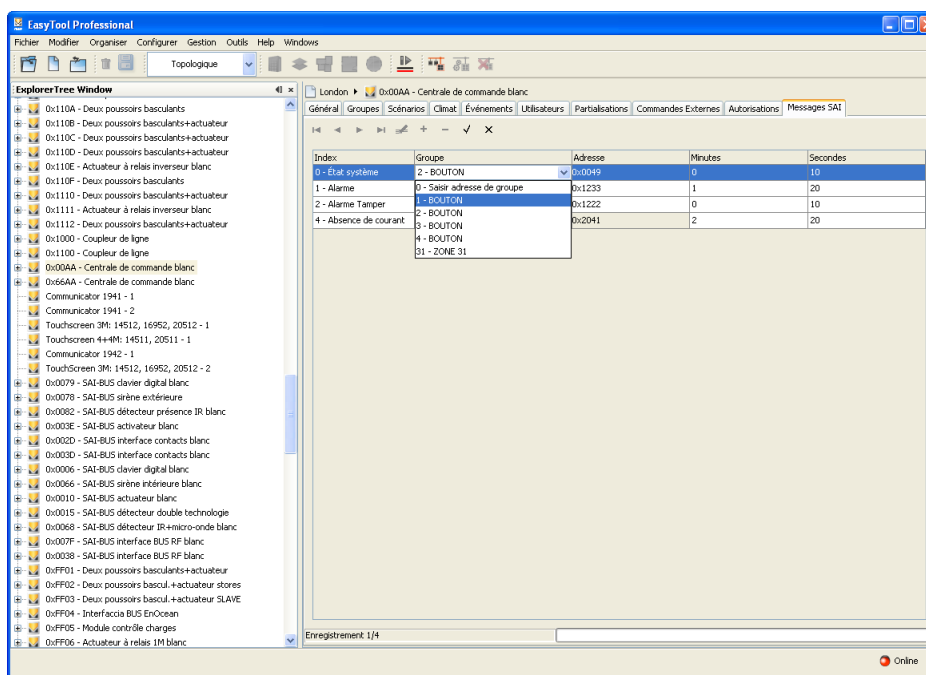 EasyTool Professional
Fichier Modifier Organiser Configurer Gestion Outils Help Windows
Topologique
ExplorerTree Window
0x110A - Deux poussoirs basculants
0x110B - Deux poussoirs basculants+actuateur
0x110C - Deux poussoirs basculants+actuateur
0x110D - Deux poussoirs basculants+actuateur
0x110E - Actuateur à relais inverseur blanc
0x110F - Deux poussoirs basculants
0x1110 - Deux poussoirs basculants+actuateur
0x1111 - Actuateur à relais inverseur blanc
0x1112 - Deux poussoirs basculants+actuateur
0x1000 - Coupleur de ligne
0x1100 - Coupleur de ligne
0x00AA - Centrale de commande blanc
0x66AA - Centrale de commande blanc
Communicator 1941 - 1
Communicator 1941 - 2
Touchscreen 3M: 14512, 16952, 20512 - 1
Touchscreen 4+4M: 14511, 20511 - 1
Communicator 1942 - 1
TouchScreen 3M: 14512, 16952, 20512 - 2
0x0079 - SAI-BUS clavier digital blanc
0x0078 - SAI-BUS sirène extérieure
0x0082 - SAI-BUS détecteur présence IR blanc
0x003E - SAI-BUS activateur blanc
0x002D - SAI-BUS interface contacts blanc
0x003D - SAI-BUS interface contacts blanc
0x0006 - SAI-BUS clavier digital blanc
0x0066 - SAI-BUS sirène intérieure blanc
0x0010 - SAI-BUS actuateur blanc
0x0015 - SAI-BUS détecteur double technologie
0x0068 - SAI-BUS détecteur IR+micro-onde blanc
0x007F - SAI-BUS interface BUS RF blanc
0x0038 - SAI-BUS interface BUS RF blanc
0xFF01 - Deux poussoirs basculants+actuateur
0xFF02 - Deux poussoirs bascul.+actuateur stores
0xFF03 - Deux poussoirs bascul.+actuateur SLAVE
0xFF04 - Interfaccia BUS EnOcean
0xFF05 - Module contrôle charges
0xFF06 - Actuateur à relais 1M blanc
London 0x00AA - Centrale de commande blanc
Général Groupes Scénarios Climat Événements Utilisateurs Partialisations Commandes Externes Autorisations Messages SAI
Index Groupe Adresse Minutes Secondes
0 - État système 2 - BOUTON 0x0049 0 10
1 - Alarme 0x1233 1 20
2 - Alarme Tamper 0x1222 0 10
4 - Absence de courant 0x2041 2 20
0 - Saisir adresse de groupe
1 - BOUTON
2 - BOUTON
3 - BOUTON
4 - BOUTON
31 - ZONE 31
Enregistrement 1/4
Online